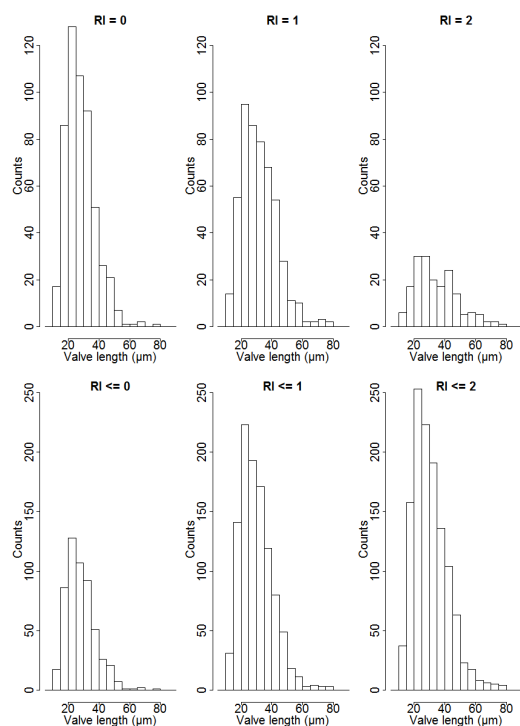 RI = 0
RI = 1
RI = 2
Counts
0 20 40 60 80 100 120
20 40 60 80
Valve length (µm)
Counts
0 20 40 60 80 100 120
20 40 60 80
Valve length (µm)
Counts
0 20 40 60 80 100 120
20 40 60 80
Valve length (µm)
RI <= 0
RI <= 1
RI <= 2
Counts
0 50 100 150 200 250
20 40 60 80
Valve length (µm)
Counts
0 50 100 150 200 250
20 40 60 80
Valve length (µm)
Counts
0 50 100 150 200 250
20 40 60 80
Valve length (µm)